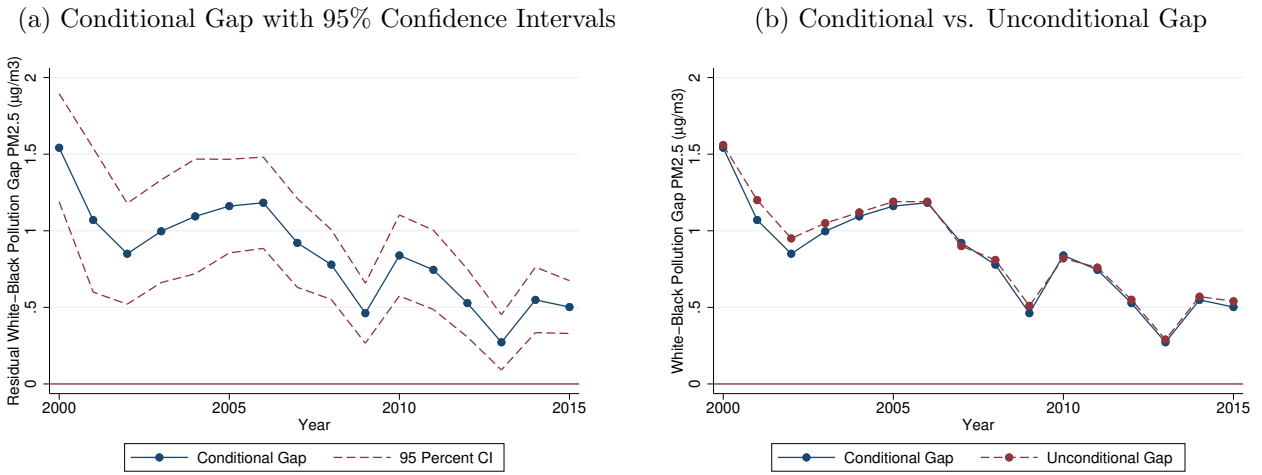 (a) Conditional Gap with 95% Confidence Intervals
Residual White−Black Pollution Gap PM2.5 (µg/m3)
2
1.5
1
.5
0
2000 2005 2010 2015
Year
Conditional Gap 95 Percent CI
(b) Conditional vs. Unconditional Gap
White−Black Pollution Gap PM2.5 (µg/m3)
2
1.5
1
.5
0
2000 2005 2010 2015
Year
Conditional Gap Unconditional Gap